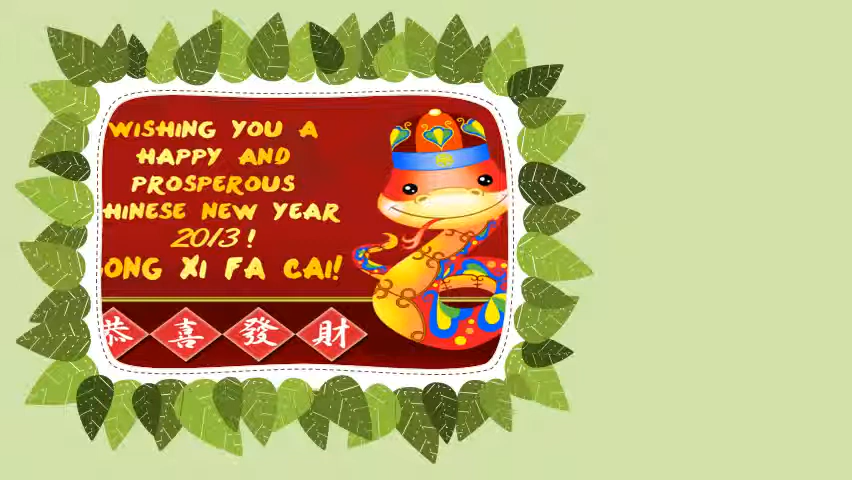 WISHING YOU A
HAPPY AND
PROSPEROUS
HINESE NEW YEAR
2013!
ONG XI FA CAI!
恭喜發財